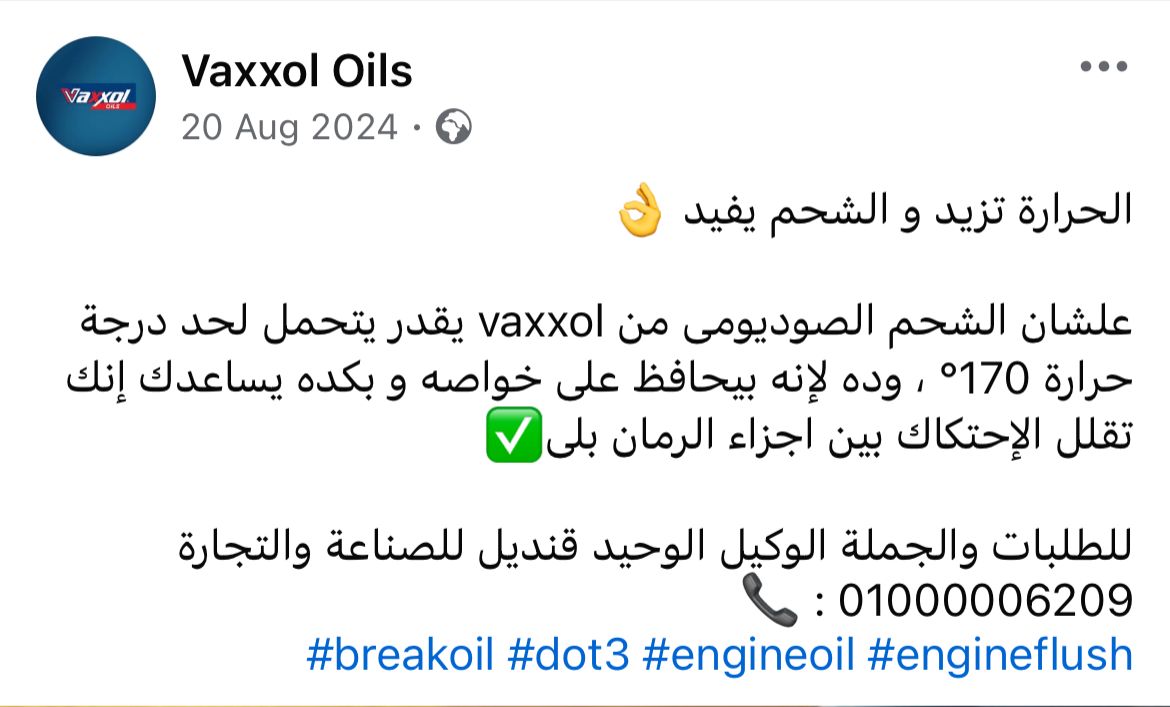 Vaxxol OILS
Vaxxol Oils
20 Aug 2024 ·
الحرارة تزيد و الشحم يفيد 👌
علشان الشحم الصوديومى من vaxxol يقدر يتحمل لحد درجة
حرارة 170° ، وده لإنه بيحافظ على خواصه و بكده يساعدك إنك
تقلل الإحتكاك بين اجزاء الرمان بلى✅
للطلبات والجملة الوكيل الوحيد قنديل للصناعة والتجارة
01000006209 : 📞
#breakoil #dot3 #engineoil #engineflush